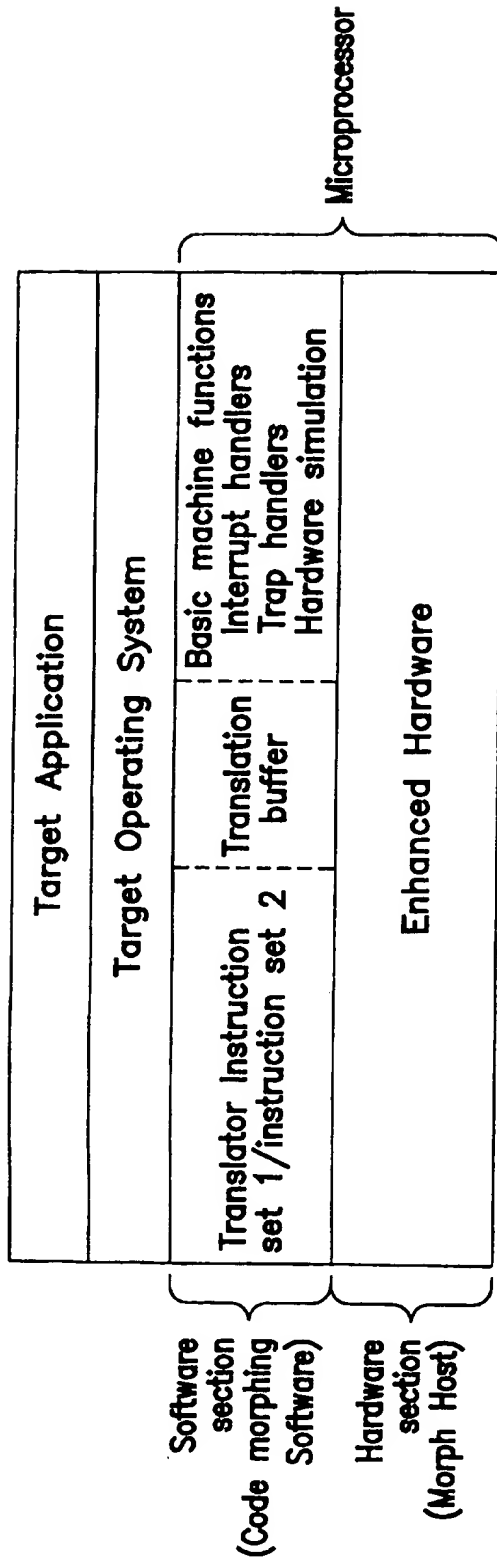 Target Application
Target Operating System
Software
section
(Code morphing
Software)
Translator Instruction
set 1/instruction set 2
Translation
buffer
Basic machine functions
Interrupt handlers
Trap handlers
Hardware simulation
Microprocessor
Hardware
section
(Morph Host)
Enhanced Hardware